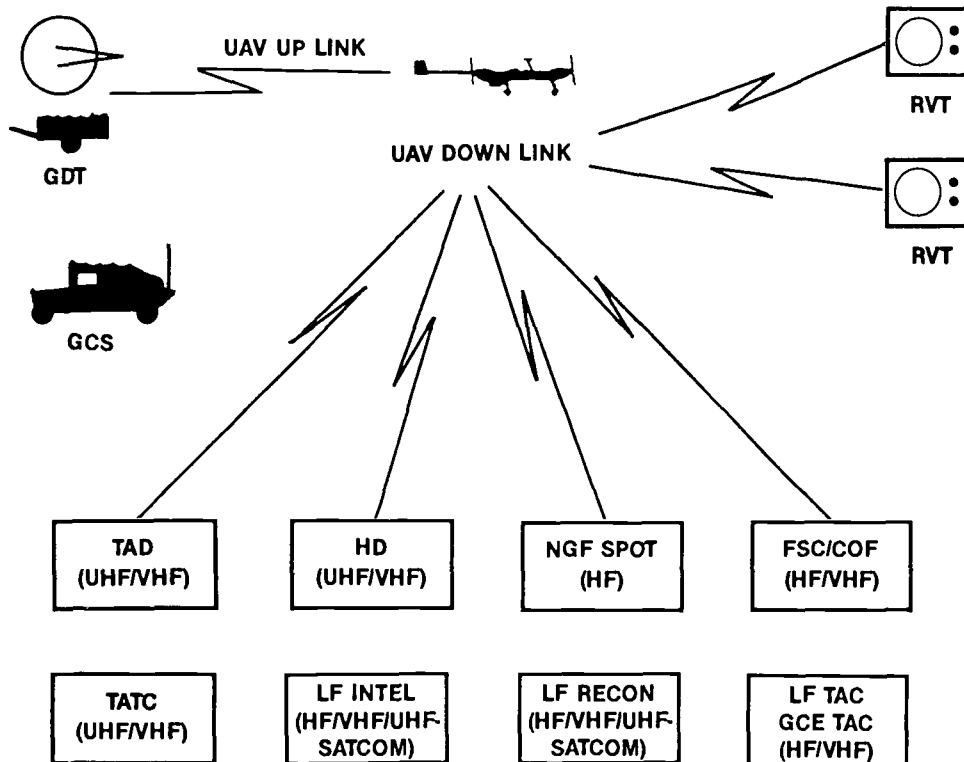 UAV UP LINK
RVT
GDT
UAV DOWN LINK
RVT
GCS
TAD
(UHF/VHF)
HD
(UHF/VHF)
NGF SPOT
(HF)
FSC/COF
(HF/VHF)
TATC
(UHF/VHF)
LF INTEL
(HF/VHF/UHF-
SATCOM)
LF RECON
(HF/VHF/UHF-
SATCOM)
LF TAC
GCE TAC
(HF/VHF)